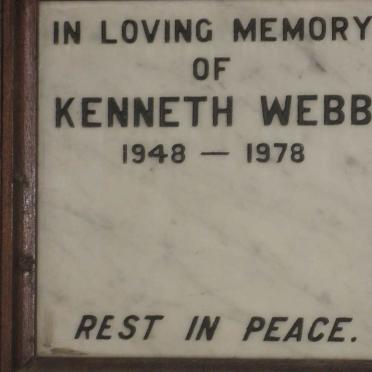 IN LOVING MEMORY
OF
KENNETH WEBB
1948 — 1978
REST IN PEACE.